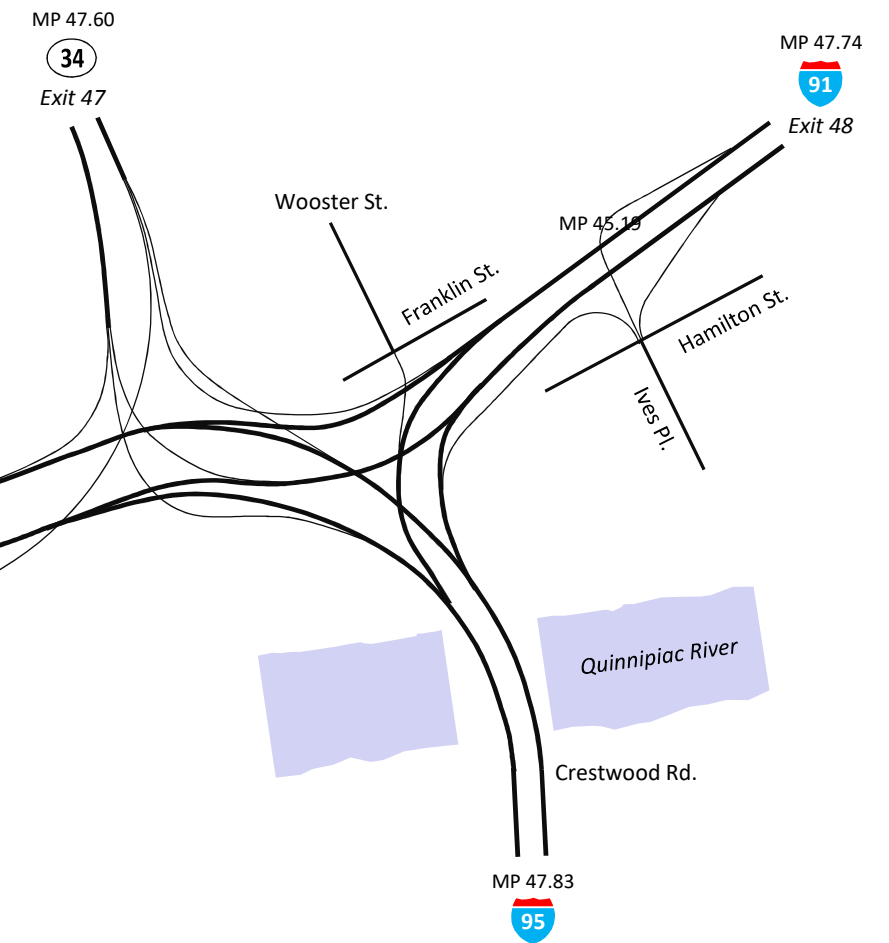 MP 47.60
34
Exit 47
MP 47.74
91
Exit 48
Wooster St.
MP 45.19
Franklin St.
Hamilton St.
Ives Pl.
Quinnipiac River
Crestwood Rd.
MP 47.83
95